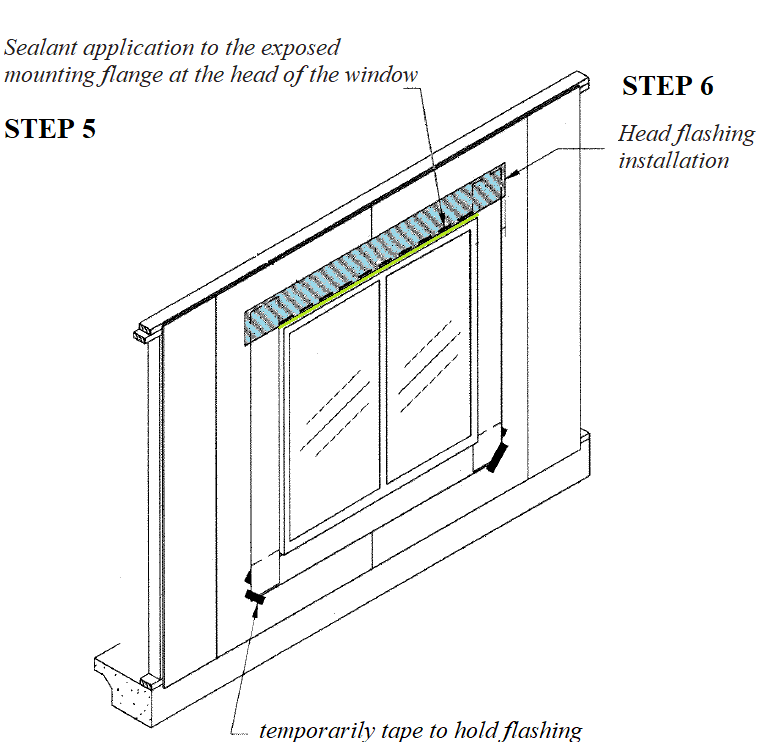 Sealant application to the exposed
mounting flange at the head of the window
STEP 5
STEP 6
Head flashing
installation
temporarily tape to hold flashing